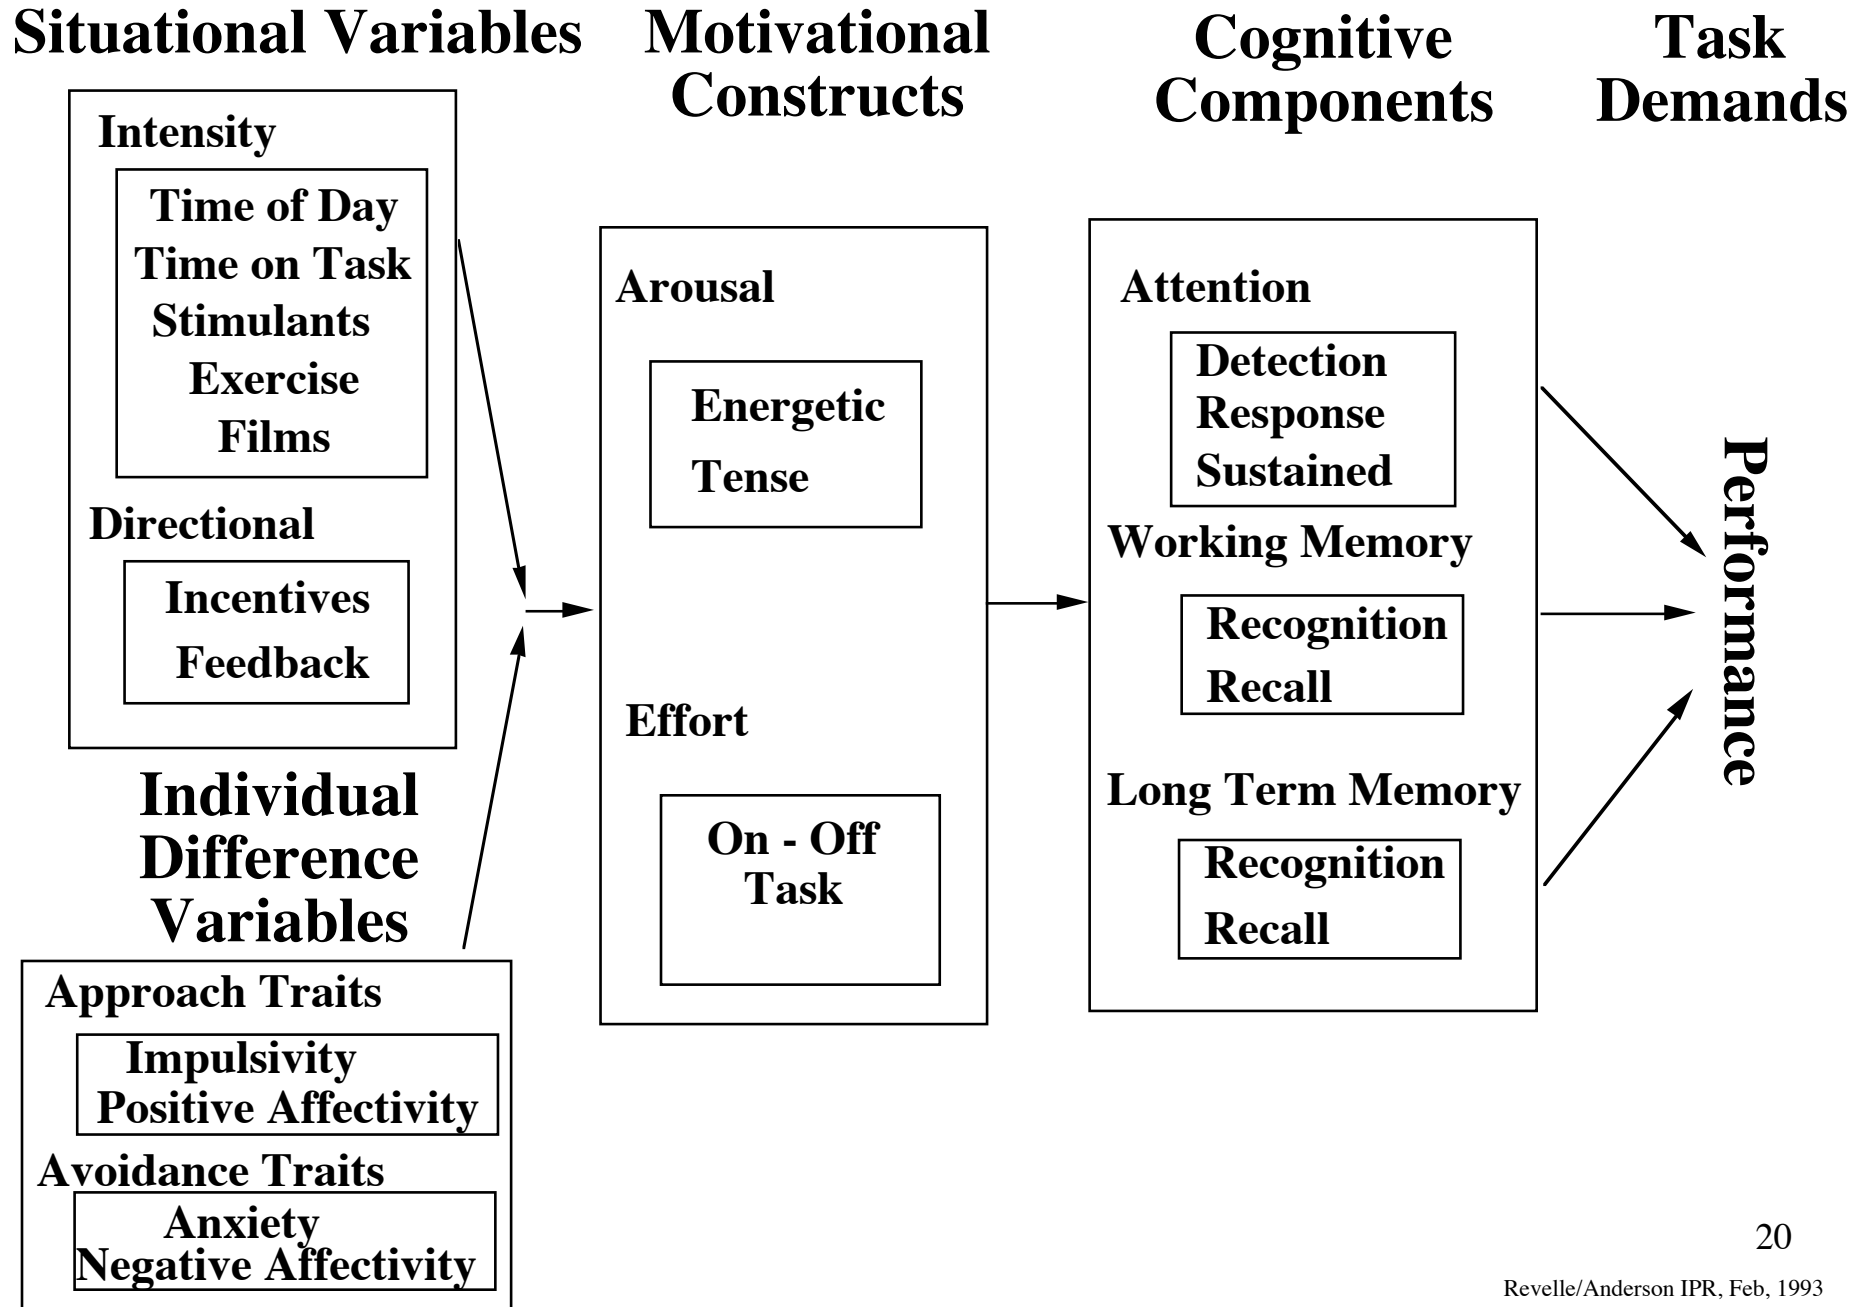 Situational Variables
Intensity
Time of Day
Time on Task
Stimulants
Exercise
Films
Directional
Incentives
Feedback
Individual
Difference
Variables
Approach Traits
Impulsivity
Positive Affectivity
Avoidance Traits
Anxiety
Negative Affectivity
Motivational
Constructs
Arousal
Energetic
Tense
Effort
On - Off
Task
Cognitive
Components
Attention
Detection
Response
Sustained
Working Memory
Recognition
Recall
Long Term Memory
Recognition
Recall
Task
Demands
Performance
20
Revelle/Anderson IPR, Feb, 1993